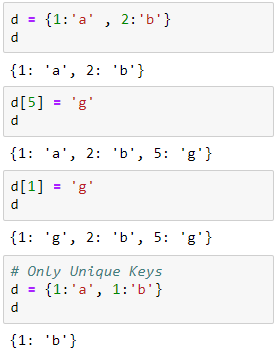 d = {1:'a' , 2:'b'}
d
{1: 'a', 2: 'b'}
d[5] = 'g'
d
{1: 'a', 2: 'b', 5: 'g'}
d[1] = 'g'
d
{1: 'g', 2: 'b', 5: 'g'}
# Only Unique Keys
d = {1:'a', 1:'b'}
d
{1: 'b'}